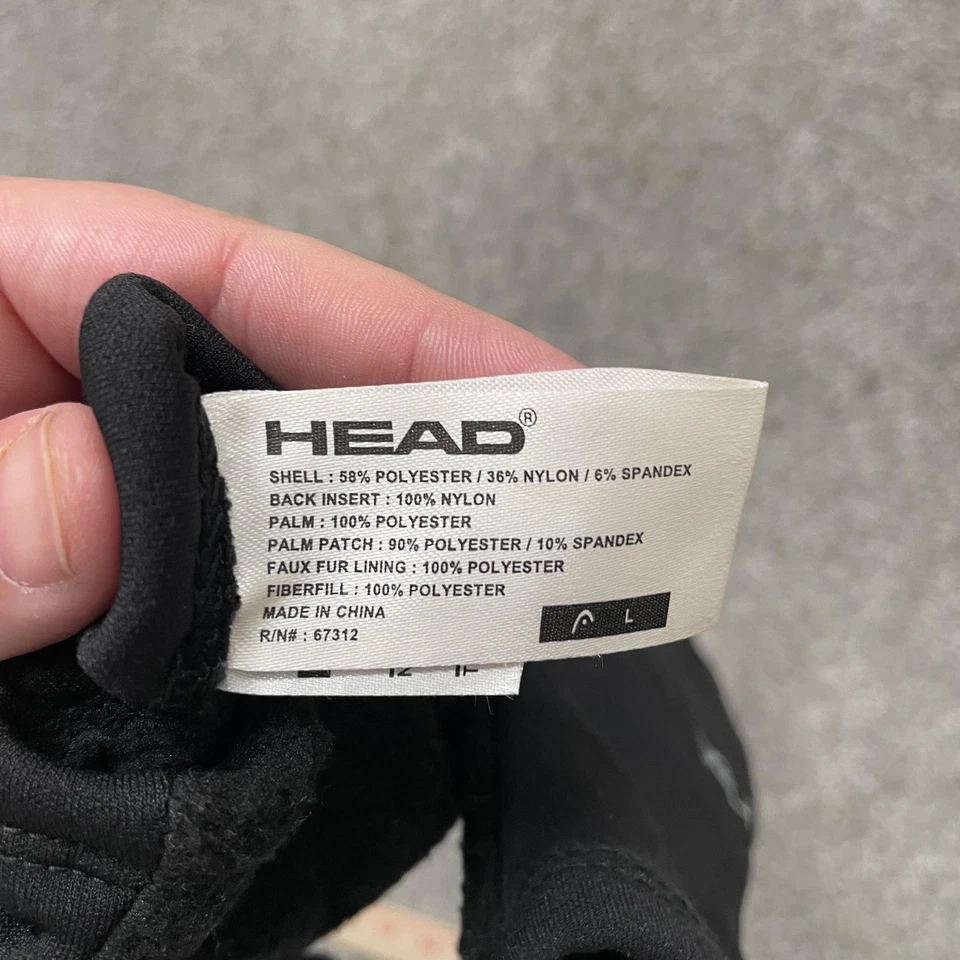 HEAD®
SHELL : 58% POLYESTER / 36% NYLON / 6% SPANDEX
BACK INSERT : 100% NYLON
PALM : 100% POLYESTER
PALM PATCH : 90% POLYESTER / 10% SPANDEX
FAUX FUR LINING : 100% POLYESTER
FIBERFILL : 100% POLYESTER
MADE IN CHINA
R/N# : 67312
L